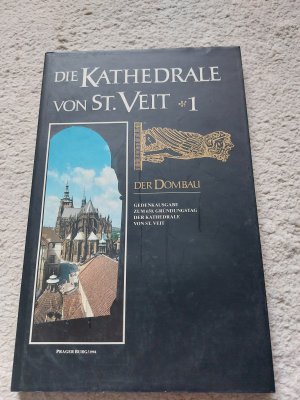 DIE KATHEDRALE
VON ST. VEIT * 1
DER DOMBAU
GEDENKAUSGABE
ZUM 650. GRÜNDUNGSTAG
DER KATHEDRALE
VON ST. VEIT
PRAGER BURG 1994